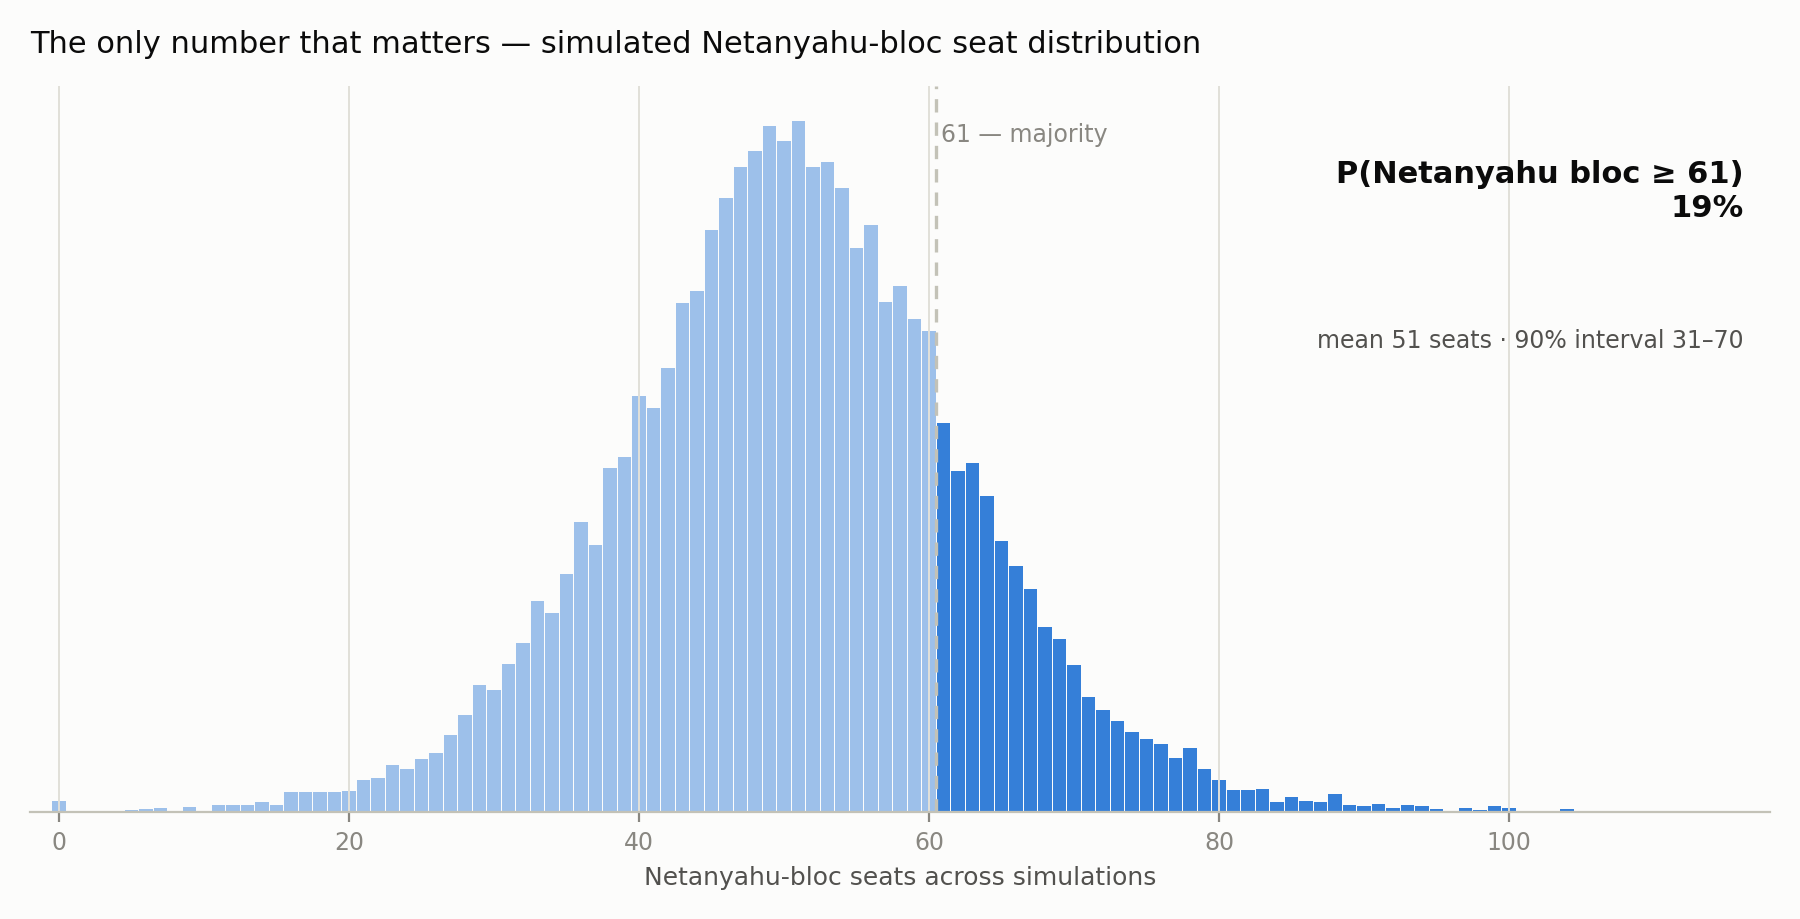 The only number that matters — simulated Netanyahu-bloc seat distribution
61 — majority
P(Netanyahu bloc ≥ 61)
19%
mean 51 seats · 90% interval 31–70
0 20 40 60 80 100
Netanyahu-bloc seats across simulations